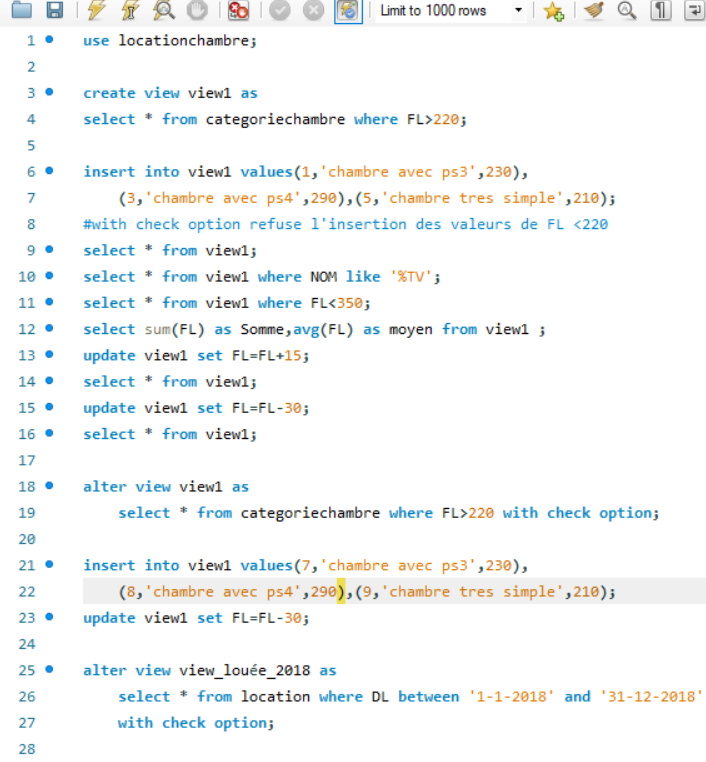 Limit to 1000 rows
1 use locationchambre;
2
3 create view view1 as
4 select * from categoriechambre where FL>220;
5
6 insert into view1 values(1,'chambre avec ps3',230),
7 (3,'chambre avec ps4',290),(5,'chambre tres simple',210);
8 #with check option refuse l'insertion des valeurs de FL <220
9 select * from view1;
10 select * from view1 where NOM like '%TV';
11 select * from view1 where FL<350;
12 select sum(FL) as Somme,avg(FL) as moyen from view1 ;
13 update view1 set FL=FL+15;
14 select * from view1;
15 update view1 set FL=FL-30;
16 select * from view1;
17
18 alter view view1 as
19 select * from categoriechambre where FL>220 with check option;
20
21 insert into view1 values(7,'chambre avec ps3',230),
22 (8,'chambre avec ps4',290),(9,'chambre tres simple',210);
23 update view1 set FL=FL-30;
24
25 alter view view_louée_2018 as
26 select * from location where DL between '1-1-2018' and '31-12-2018'
27 with check option;
28